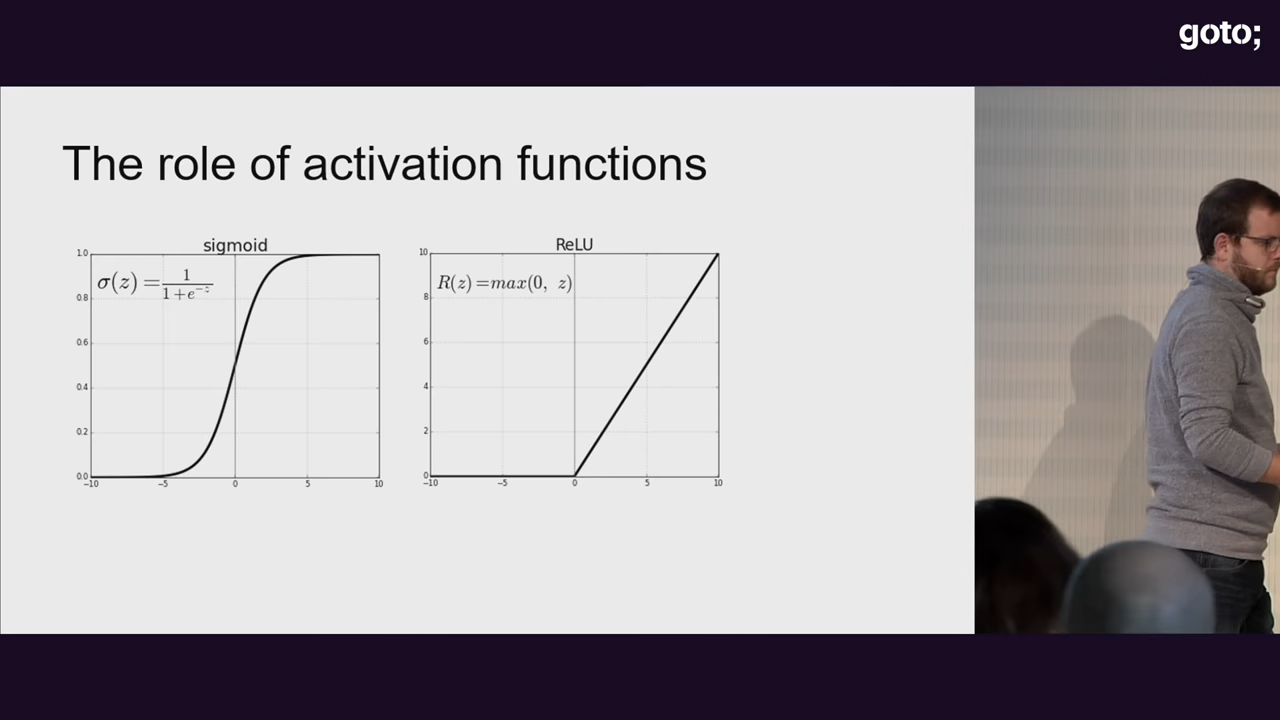 goto;
The role of activation functions
sigmoid
σ(z) = 1 / (1+e^{-z})
1.0
0.8
0.6
0.4
0.2
0.0
−10 −5 0 5 10
ReLU
R(z) = max(0, z)
10
8
6
4
2
0
−10 −5 0 5 10